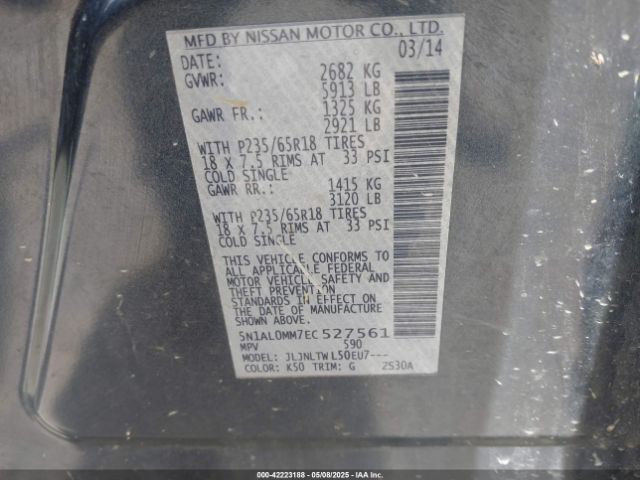 MFD BY NISSAN MOTOR CO., LTD.
DATE: 03/14
GVWR: 2682 KG
5913 LB
GAWR FR.: 1325 KG
2921 LB
WITH P235/65R18 TIRES
18 X 7.5 RIMS AT 33 PSI
COLD SINGLE
GAWR RR.: 1415 KG
3120 LB
WITH P235/65R18 TIRES
18 X 7.5 RIMS AT 33 PSI
COLD SINGLE
THIS VEHICLE CONFORMS TO
ALL APPLICABLE FEDERAL
MOTOR VEHICLE SAFETY AND
THEFT PREVENTION
STANDARDS IN EFFECT ON
THE DATE OF MANUFACTURE
SHOWN ABOVE.
5N1AL0MM7EC 527561
MPV 590
MODEL: JLJNLTW L50EU7---
COLOR: K50 TRIM: G 2S30A
000-42223188 - 05/08/2025 - IAA Inc.